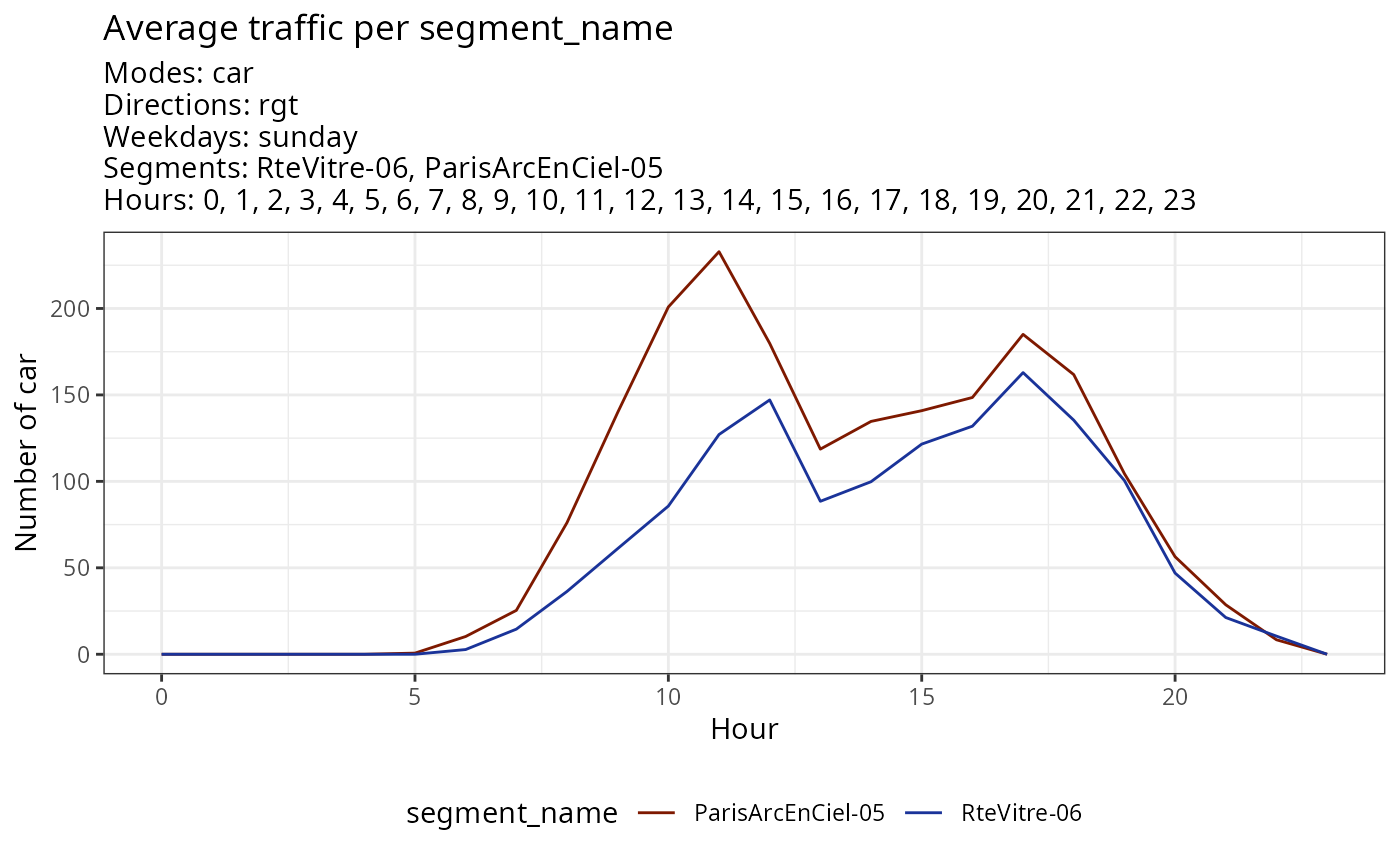 Average traffic per segment_name
Modes: car
Directions: rgt
Weekdays: sunday
Segments: RteVitre-06, ParisArcEnCiel-05
Hours: 0, 1, 2, 3, 4, 5, 6, 7, 8, 9, 10, 11, 12, 13, 14, 15, 16, 17, 18, 19, 20, 21, 22, 23
Number of car
200
150
100
50
0
0 5 10 15 20
Hour
segment_name ParisArcEnCiel-05 RteVitre-06